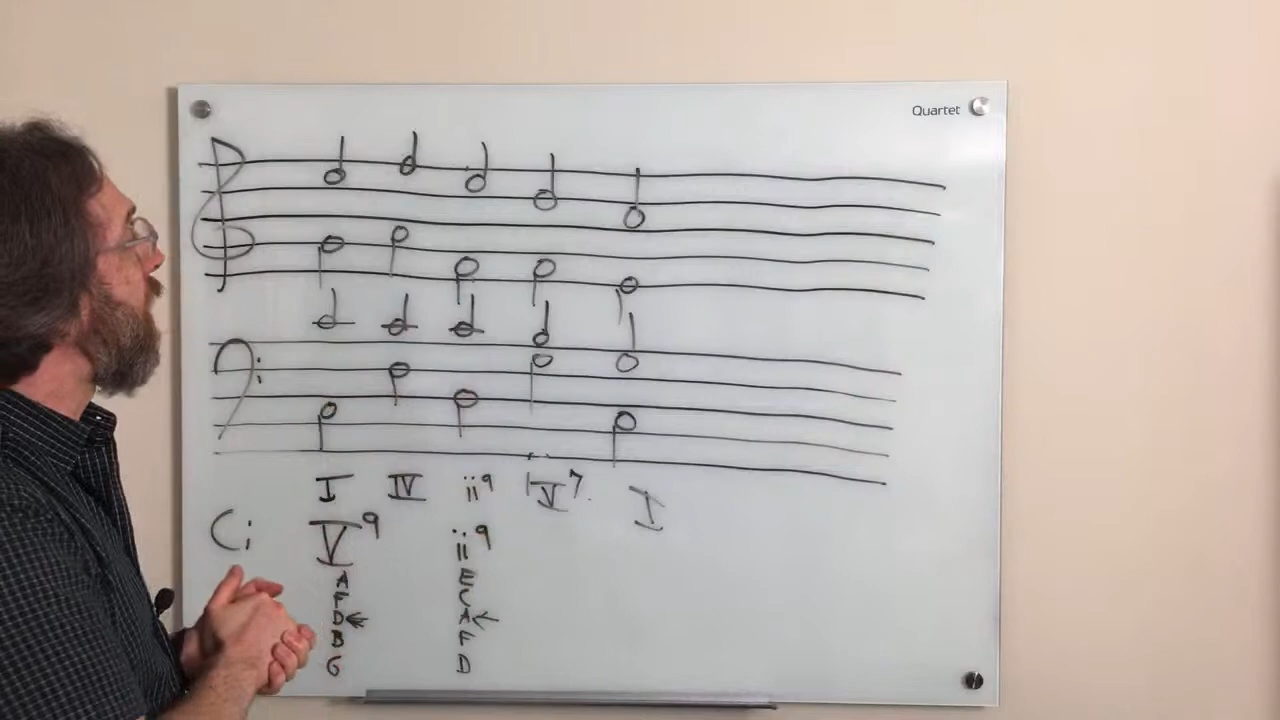 Quartet
I IV ii9 V7 I
C: V9 ii9
A E
F C
D A
B F
G D